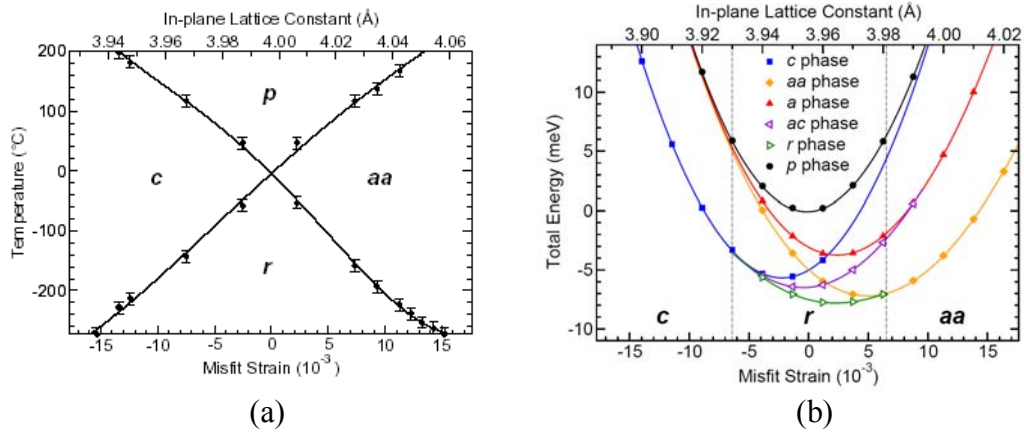 In-plane Lattice Constant (Å)
3.94 3.96 3.98 4.00 4.02 4.04 4.06
200
100
0
-100
-200
Temperature (°C)
p
c
aa
r
-15 -10 -5 0 5 10 15
Misfit Strain (10-3)
(a)
In-plane Lattice Constant (Å)
3.90 3.92 3.94 3.96 3.98 4.00 4.02
10
5
0
-5
-10
Total Energy (meV)
c phase
aa phase
a phase
ac phase
r phase
p phase
c
r
aa
-15 -10 -5 0 5 10 15
Misfit Strain (10-3)
(b)